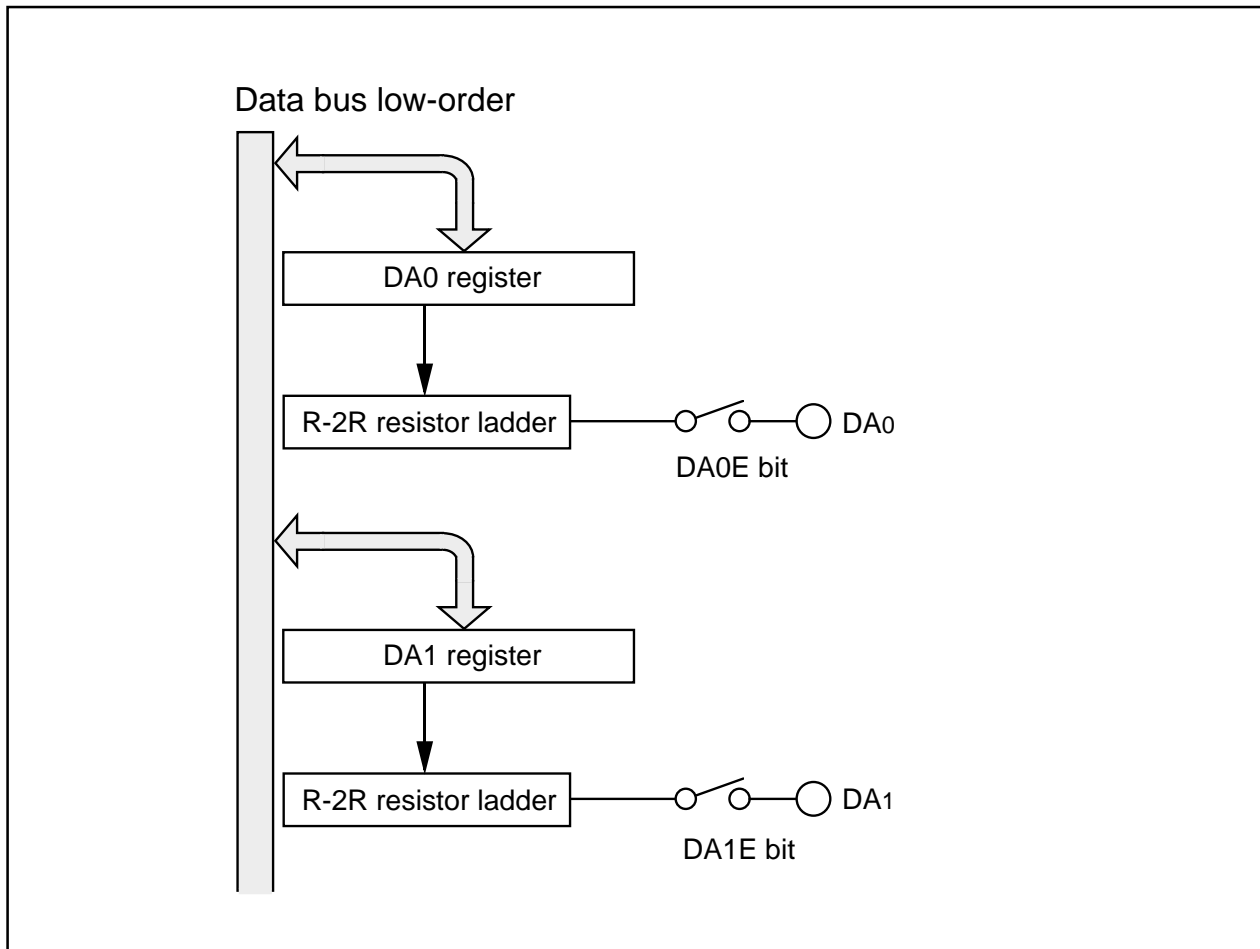 Data bus low-order
DA0 register
R-2R resistor ladder
DA0
DA0E bit
DA1 register
R-2R resistor ladder
DA1
DA1E bit